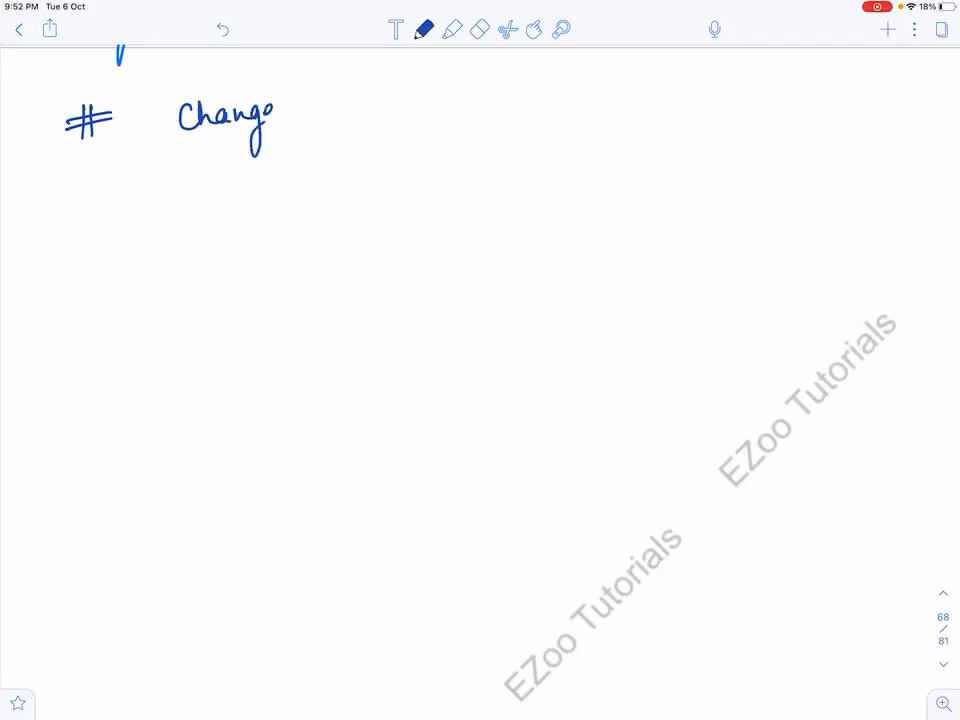 9:52 PM Tue 6 Oct
18%
# Change
EZoo Tutorials
EZoo Tutorials
68
/
81